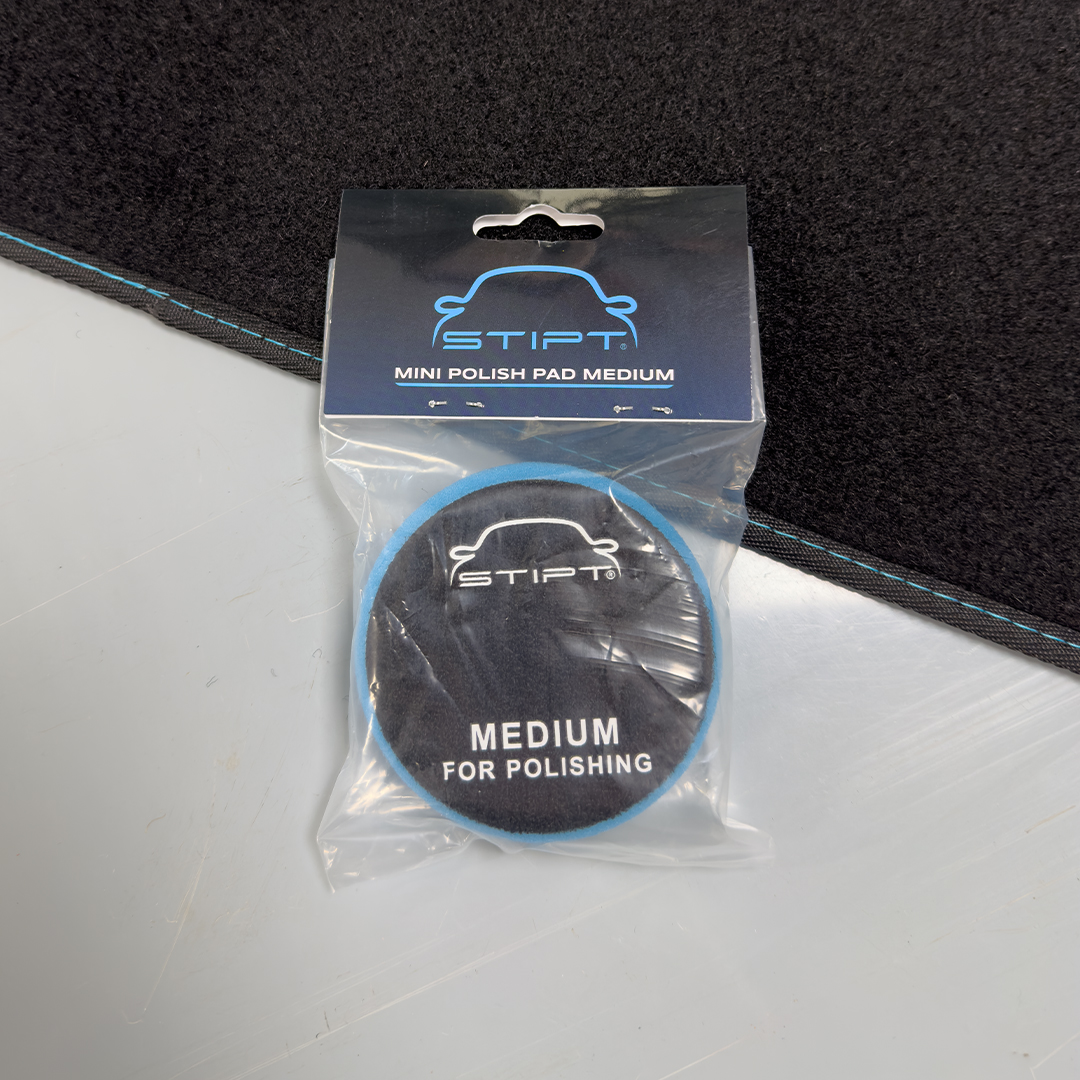 STIPT®
MINI POLISH PAD MEDIUM
STIPT®
MEDIUM
FOR POLISHING